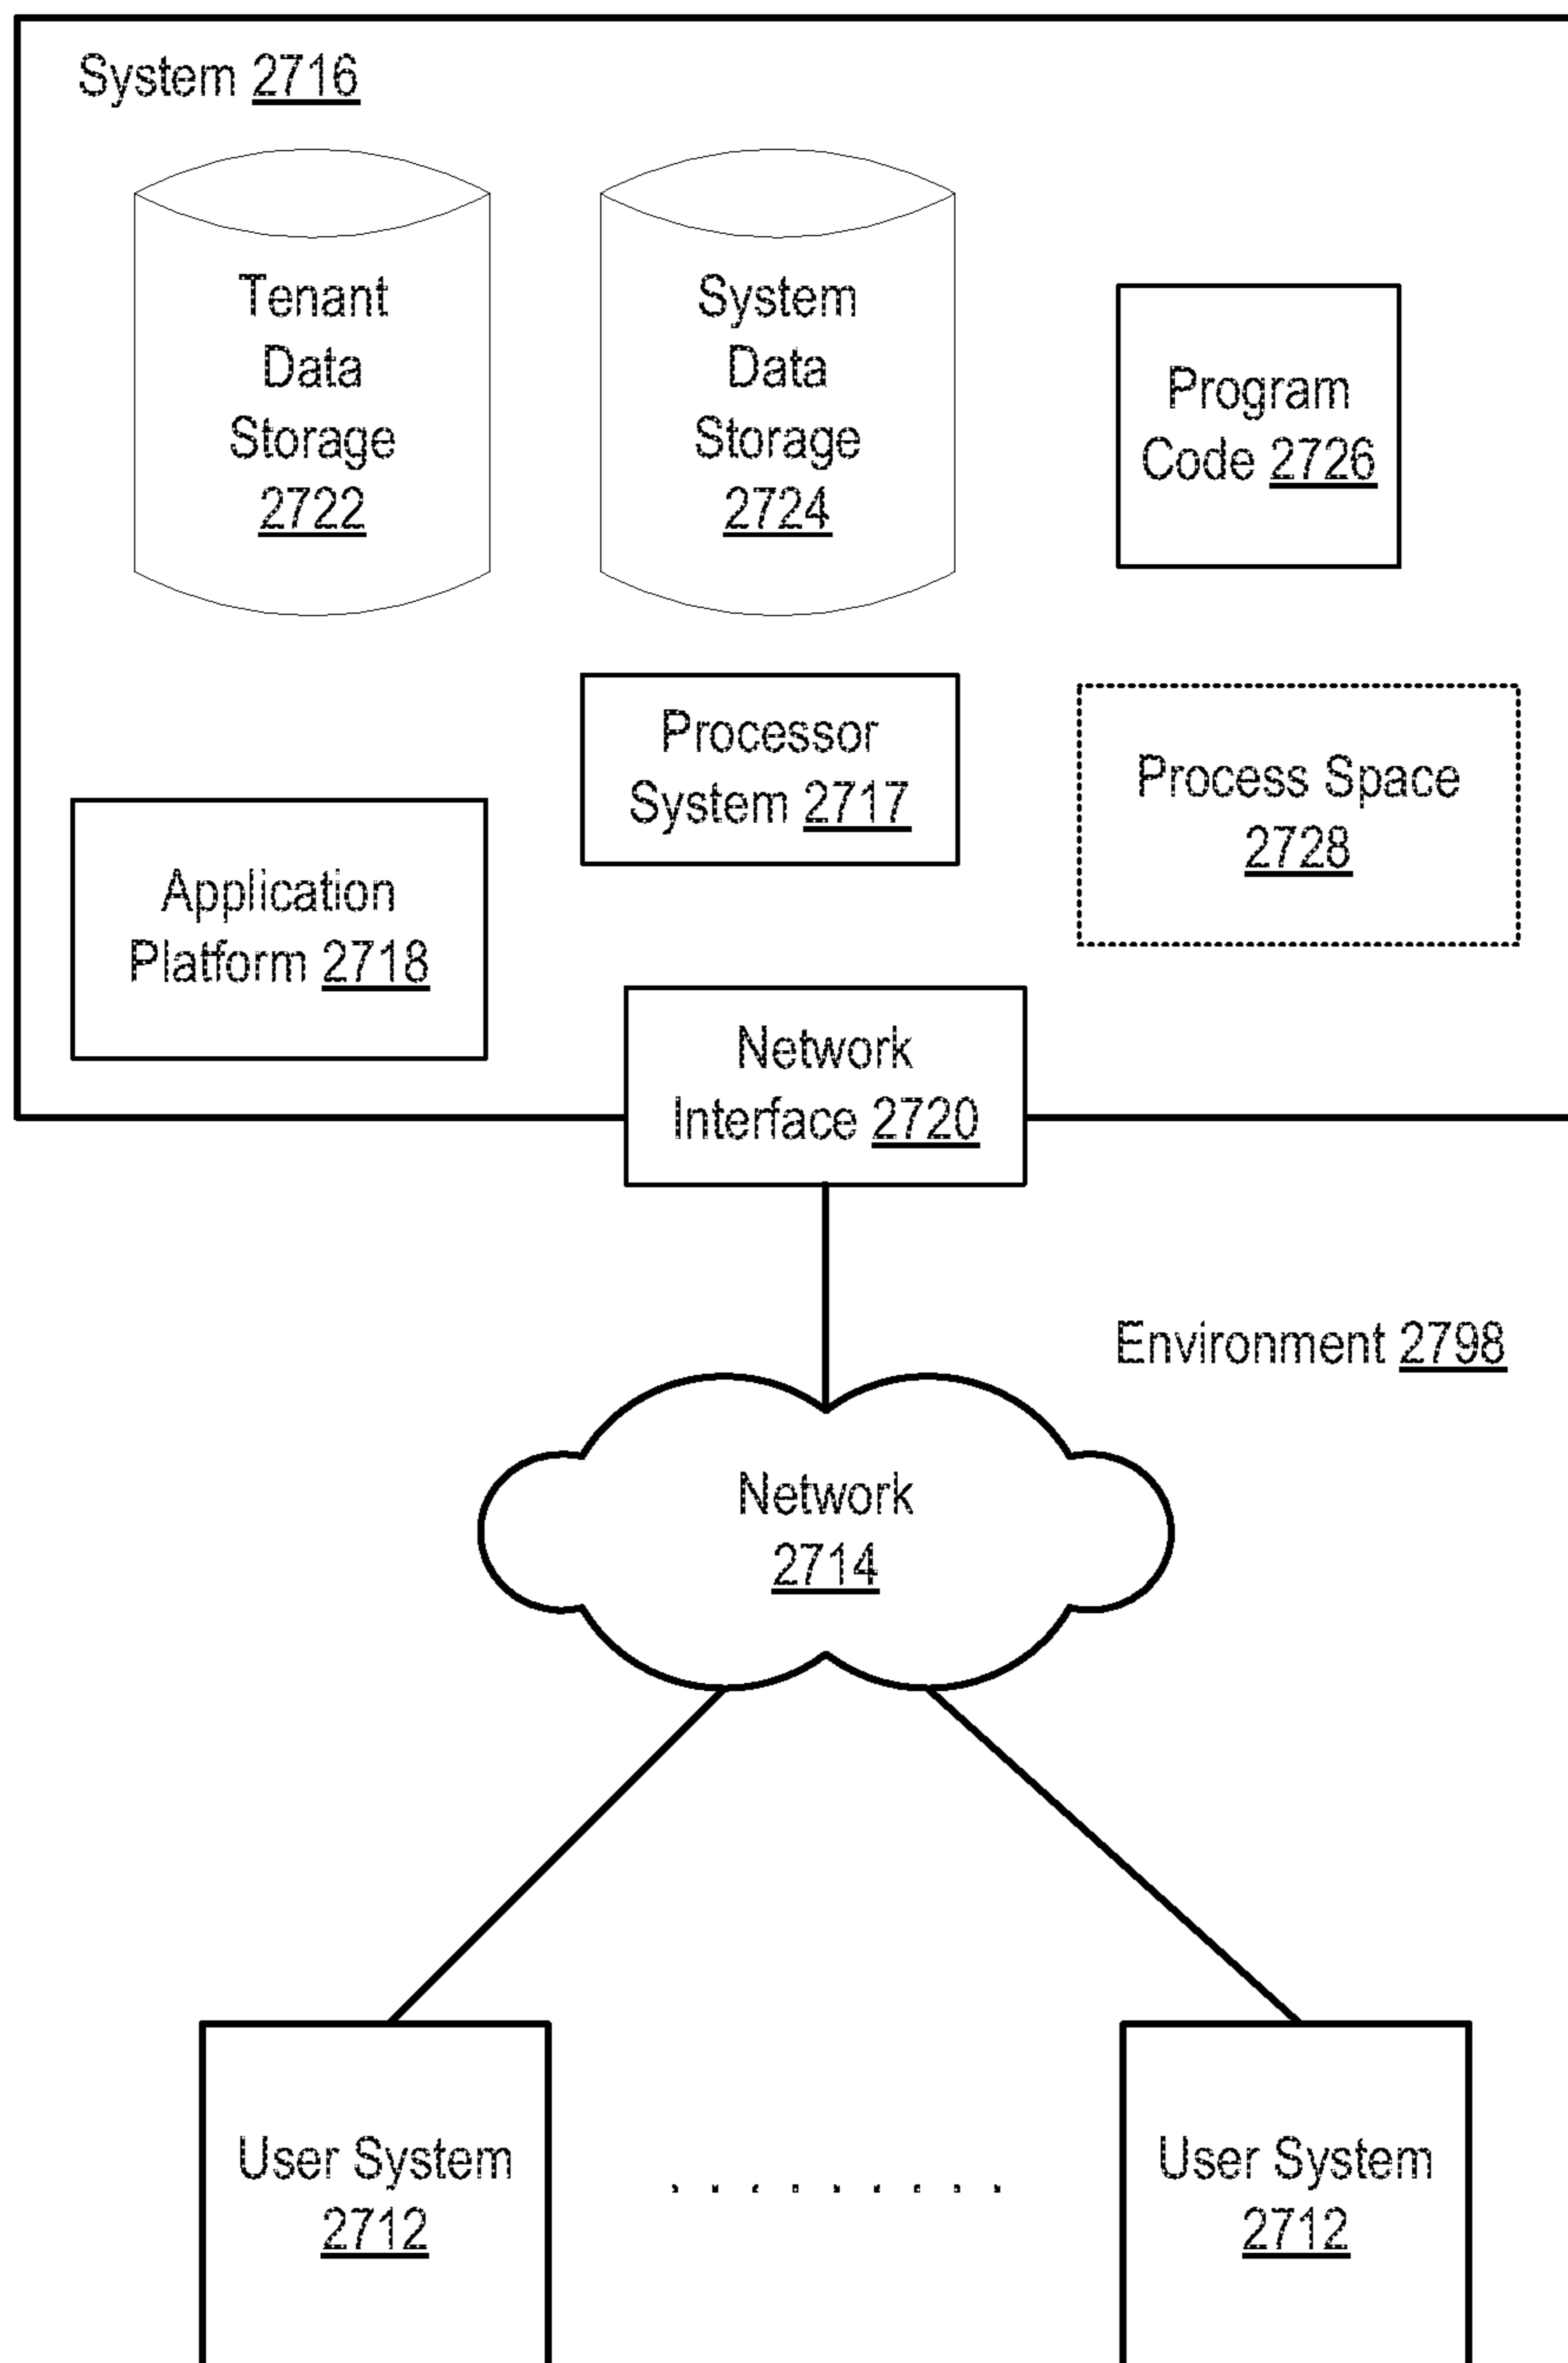 System 2716
Tenant
Data
Storage
2722
System
Data
Storage
2724
Program
Code 2726
Processor
System 2717
Process Space
2728
Application
Platform 2718
Network
Interface 2720
Environment 2798
Network
2714
User System
2712
User System
2712